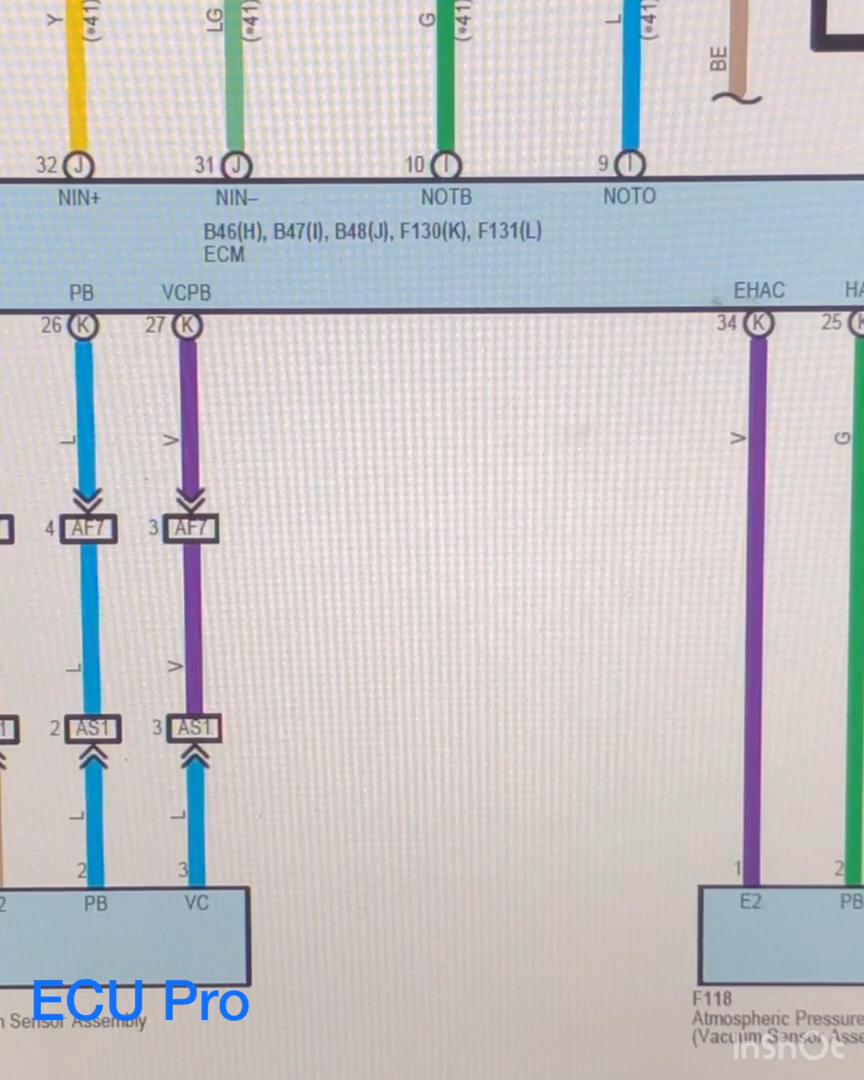 Y (*41) LG (*41) G (*41) L (*41) BE
32 J 31 J 10 I 9 I
NIN+ NIN– NOTB NOTO
B46(H), B47(I), B48(J), F130(K), F131(L)
ECM
PB VCPB EHAC
26 K 27 K 34 K 25 K
L V V G
4 AF7 3 AF7
L V
2 AS1 3 AS1
L L
2 3 1 2
PB VC E2 PB
ECU Pro
Sensor Assembly
F118
Atmospheric Pressure
(Vacuum Sensor
InShOt